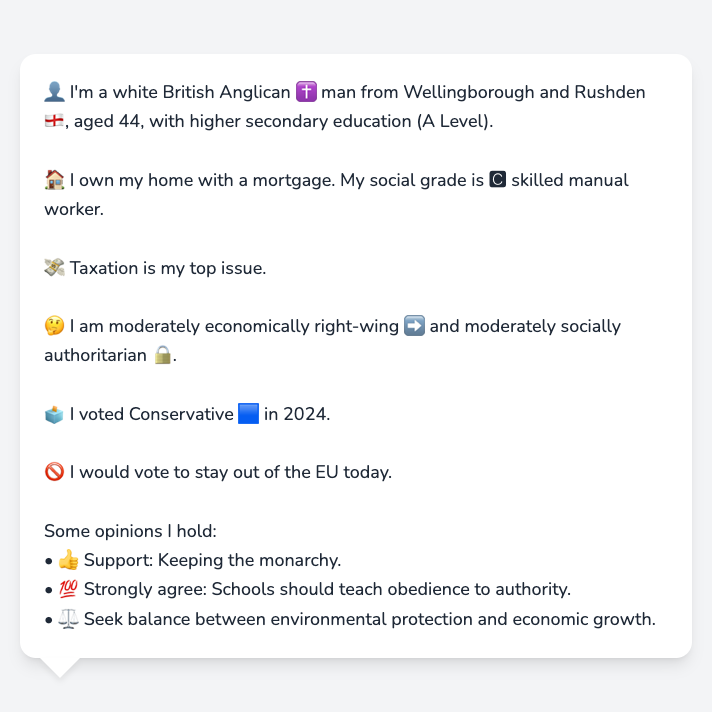 👤 I'm a white British Anglican ✝️ man from Wellingborough and Rushden
🏴󠁧󠁢󠁥󠁮󠁧󠁿, aged 44, with higher secondary education (A Level).
🏠 I own my home with a mortgage. My social grade is 🅲 skilled manual
worker.
💸 Taxation is my top issue.
🤔 I am moderately economically right-wing ➡️ and moderately socially
authoritarian 🔒.
🗳️ I voted Conservative 🟦 in 2024.
🚫 I would vote to stay out of the EU today.
Some opinions I hold:
• 👍 Support: Keeping the monarchy.
• 💯 Strongly agree: Schools should teach obedience to authority.
• ⚖️ Seek balance between environmental protection and economic growth.